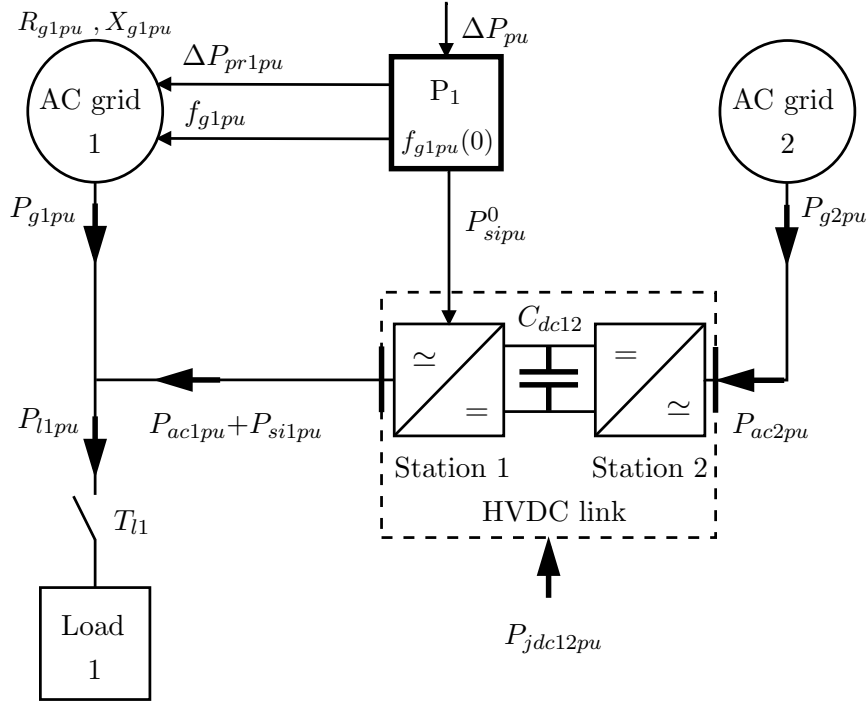 R_{g1pu} , X_{g1pu}
ΔP_{pu}
ΔP_{pr1pu}
AC grid
1
P_1
AC grid
2
f_{g1pu}
f_{g1pu}(0)
P_{g1pu}
P^0_{sipu}
P_{g2pu}
C_{dc12}
≃
=
=
≃
P_{l1pu}
P_{ac1pu}+P_{si1pu}
P_{ac2pu}
Station 1
Station 2
HVDC link
T_{l1}
Load
1
P_{jdc12pu}